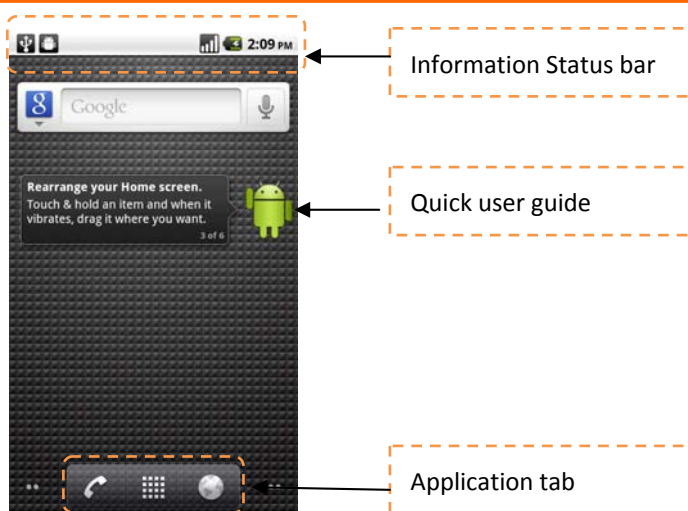 2:09 PM
Information Status bar
8 Google
Rearrange your Home screen.
Touch & hold an item and when it
vibrates, drag it where you want.
3 of 6
Quick user guide
Application tab